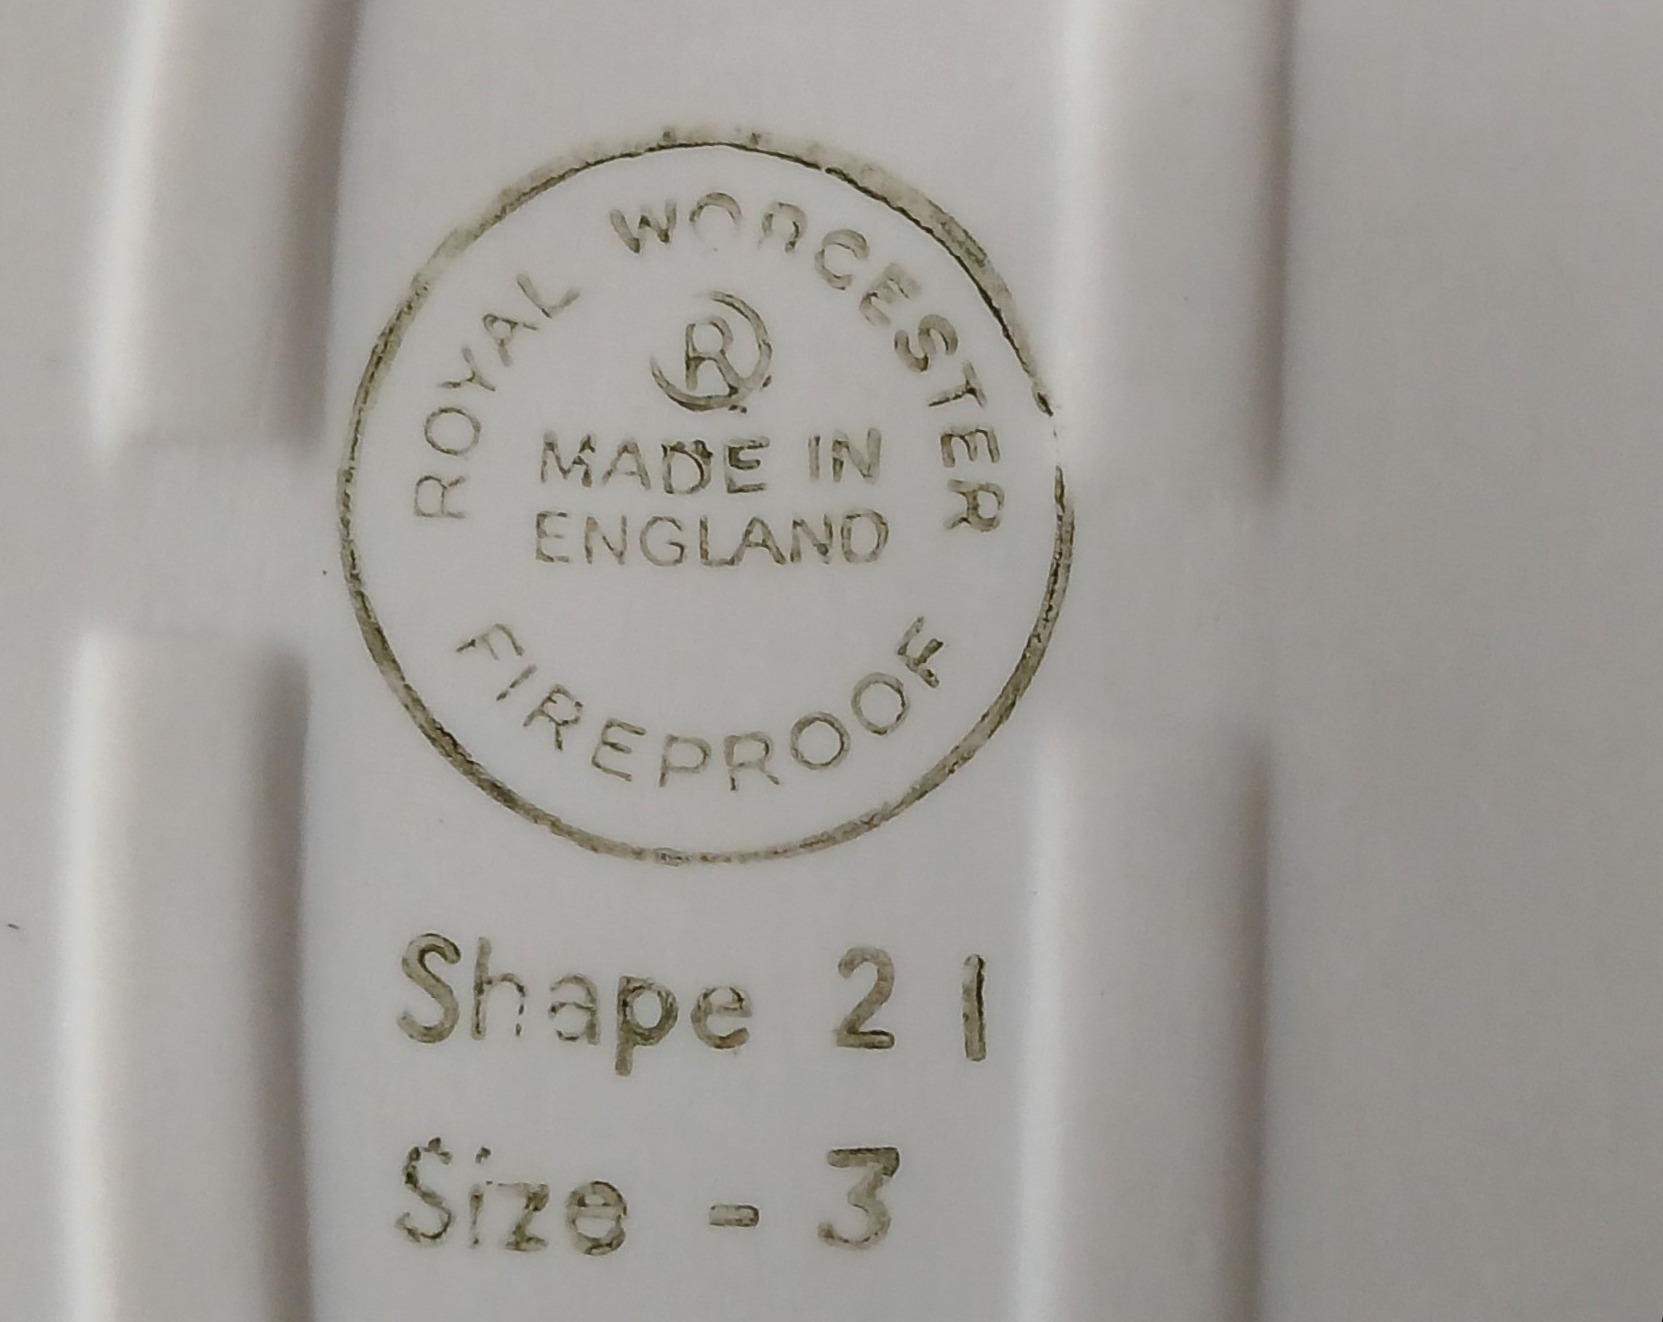 ROYAL WORCESTER
®
MADE IN
ENGLAND
FIREPROOF
Shape 21
Size - 3